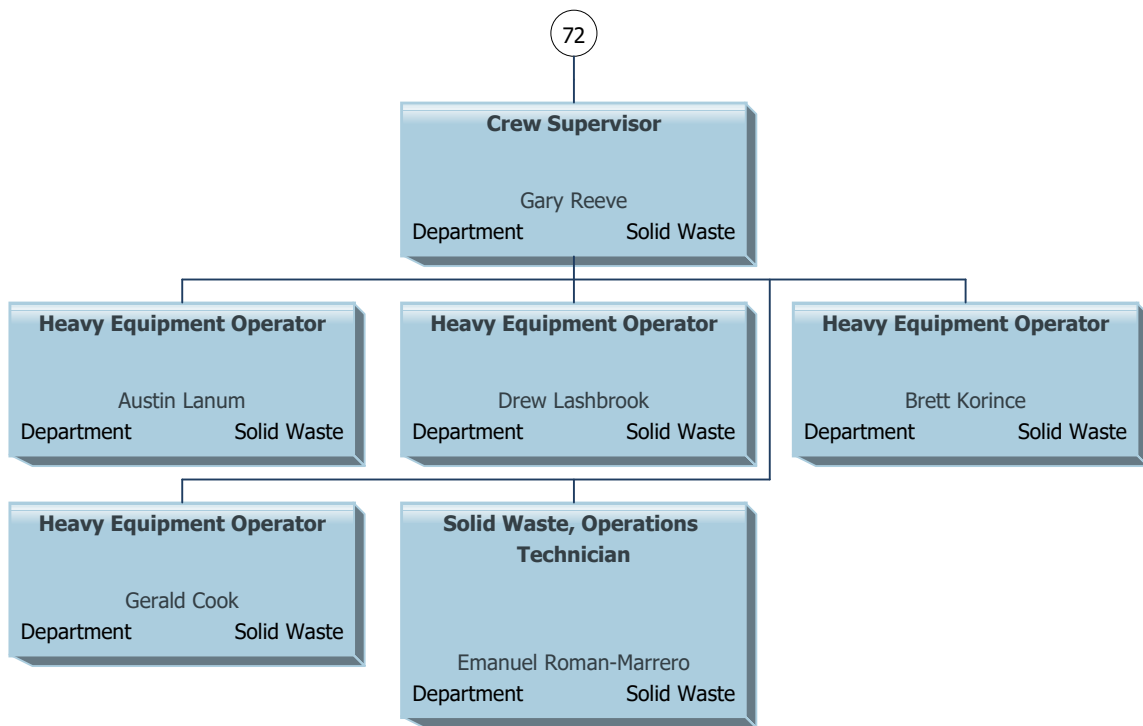 72
Crew Supervisor
Gary Reeve
Department Solid Waste
Heavy Equipment Operator
Austin Lanum
Department Solid Waste
Heavy Equipment Operator
Drew Lashbrook
Department Solid Waste
Heavy Equipment Operator
Brett Korince
Department Solid Waste
Heavy Equipment Operator
Gerald Cook
Department Solid Waste
Solid Waste, Operations
Technician
Emanuel Roman-Marrero
Department Solid Waste